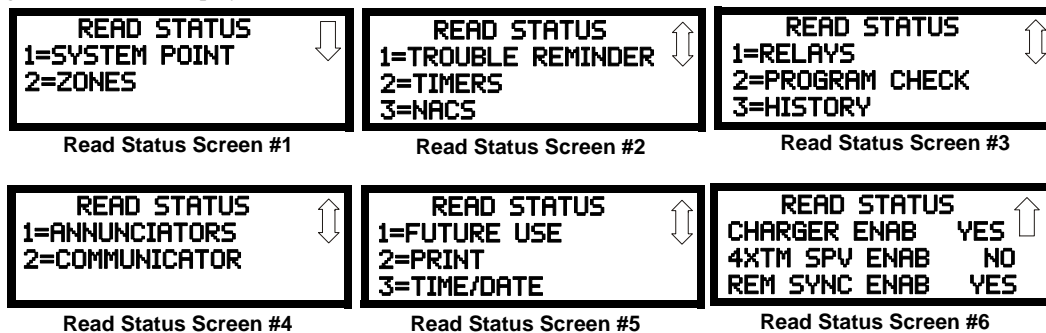 READ STATUS
1=SYSTEM POINT
2=ZONES
Read Status Screen #1
READ STATUS
1=TROUBLE REMINDER
2=TIMERS
3=NACS
Read Status Screen #2
READ STATUS
1=RELAYS
2=PROGRAM CHECK
3=HISTORY
Read Status Screen #3
READ STATUS
1=ANNUNCIATORS
2=COMMUNICATOR
Read Status Screen #4
READ STATUS
1=FUTURE USE
2=PRINT
3=TIME/DATE
Read Status Screen #5
READ STATUS
CHARGER ENAB YES
4XTM SPV ENAB NO
REM SYNC ENAB YES
Read Status Screen #6